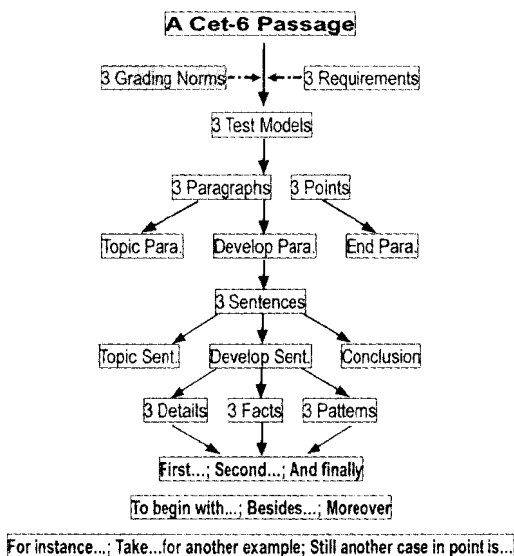 A Cet-6 Passage
3 Grading Norms 3 Requirements
3 Test Models
3 Paragraphs 3 Points
Topic Para. Develop Para. End Para.
3 Sentences
Topic Sent. Develop Sent. Conclusion
3 Details 3 Facts 3 Patterns
First...; Second...; And finally
To begin with...; Besides...; Moreover
For instance...; Take...for another example; Still another case in point is...